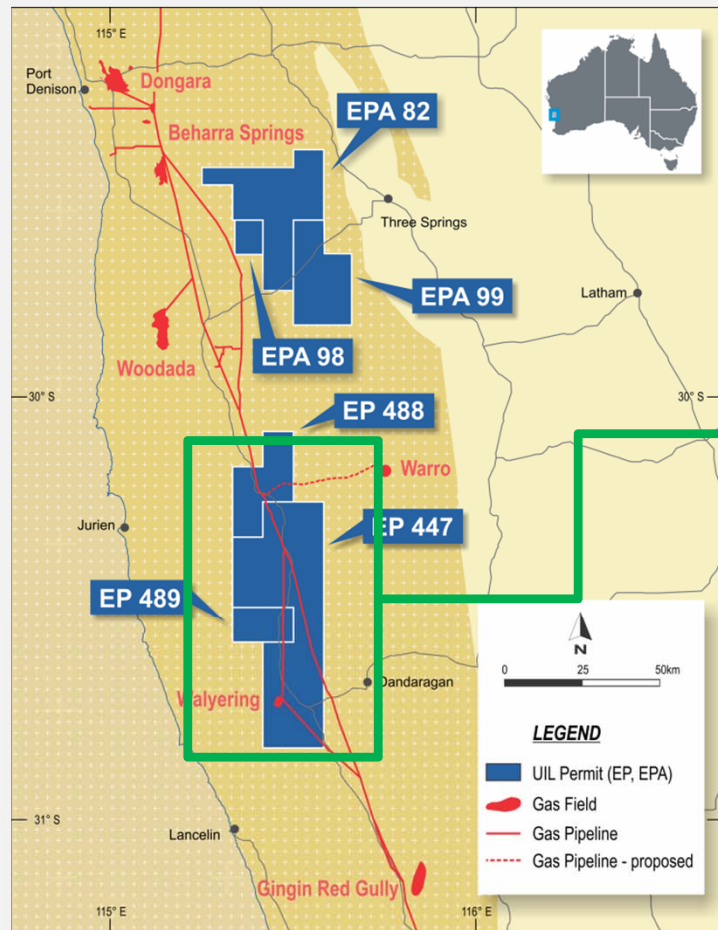 115° E
Port
Denison
Dongara
Beharra Springs
EPA 82
Three Springs
EPA 99
Latham
EPA 98
Woodada
30° S
30° S
EP 488
Warro
Jurien
EP 447
EP 489
Dandaragan
Walyering
N
0
25
50km
LEGEND
UIL Permit (EP, EPA)
Gas Field
Gas Pipeline
Gas Pipeline - proposed
31° S
Lancelin
Gingin Red Gully
115° E
116° E